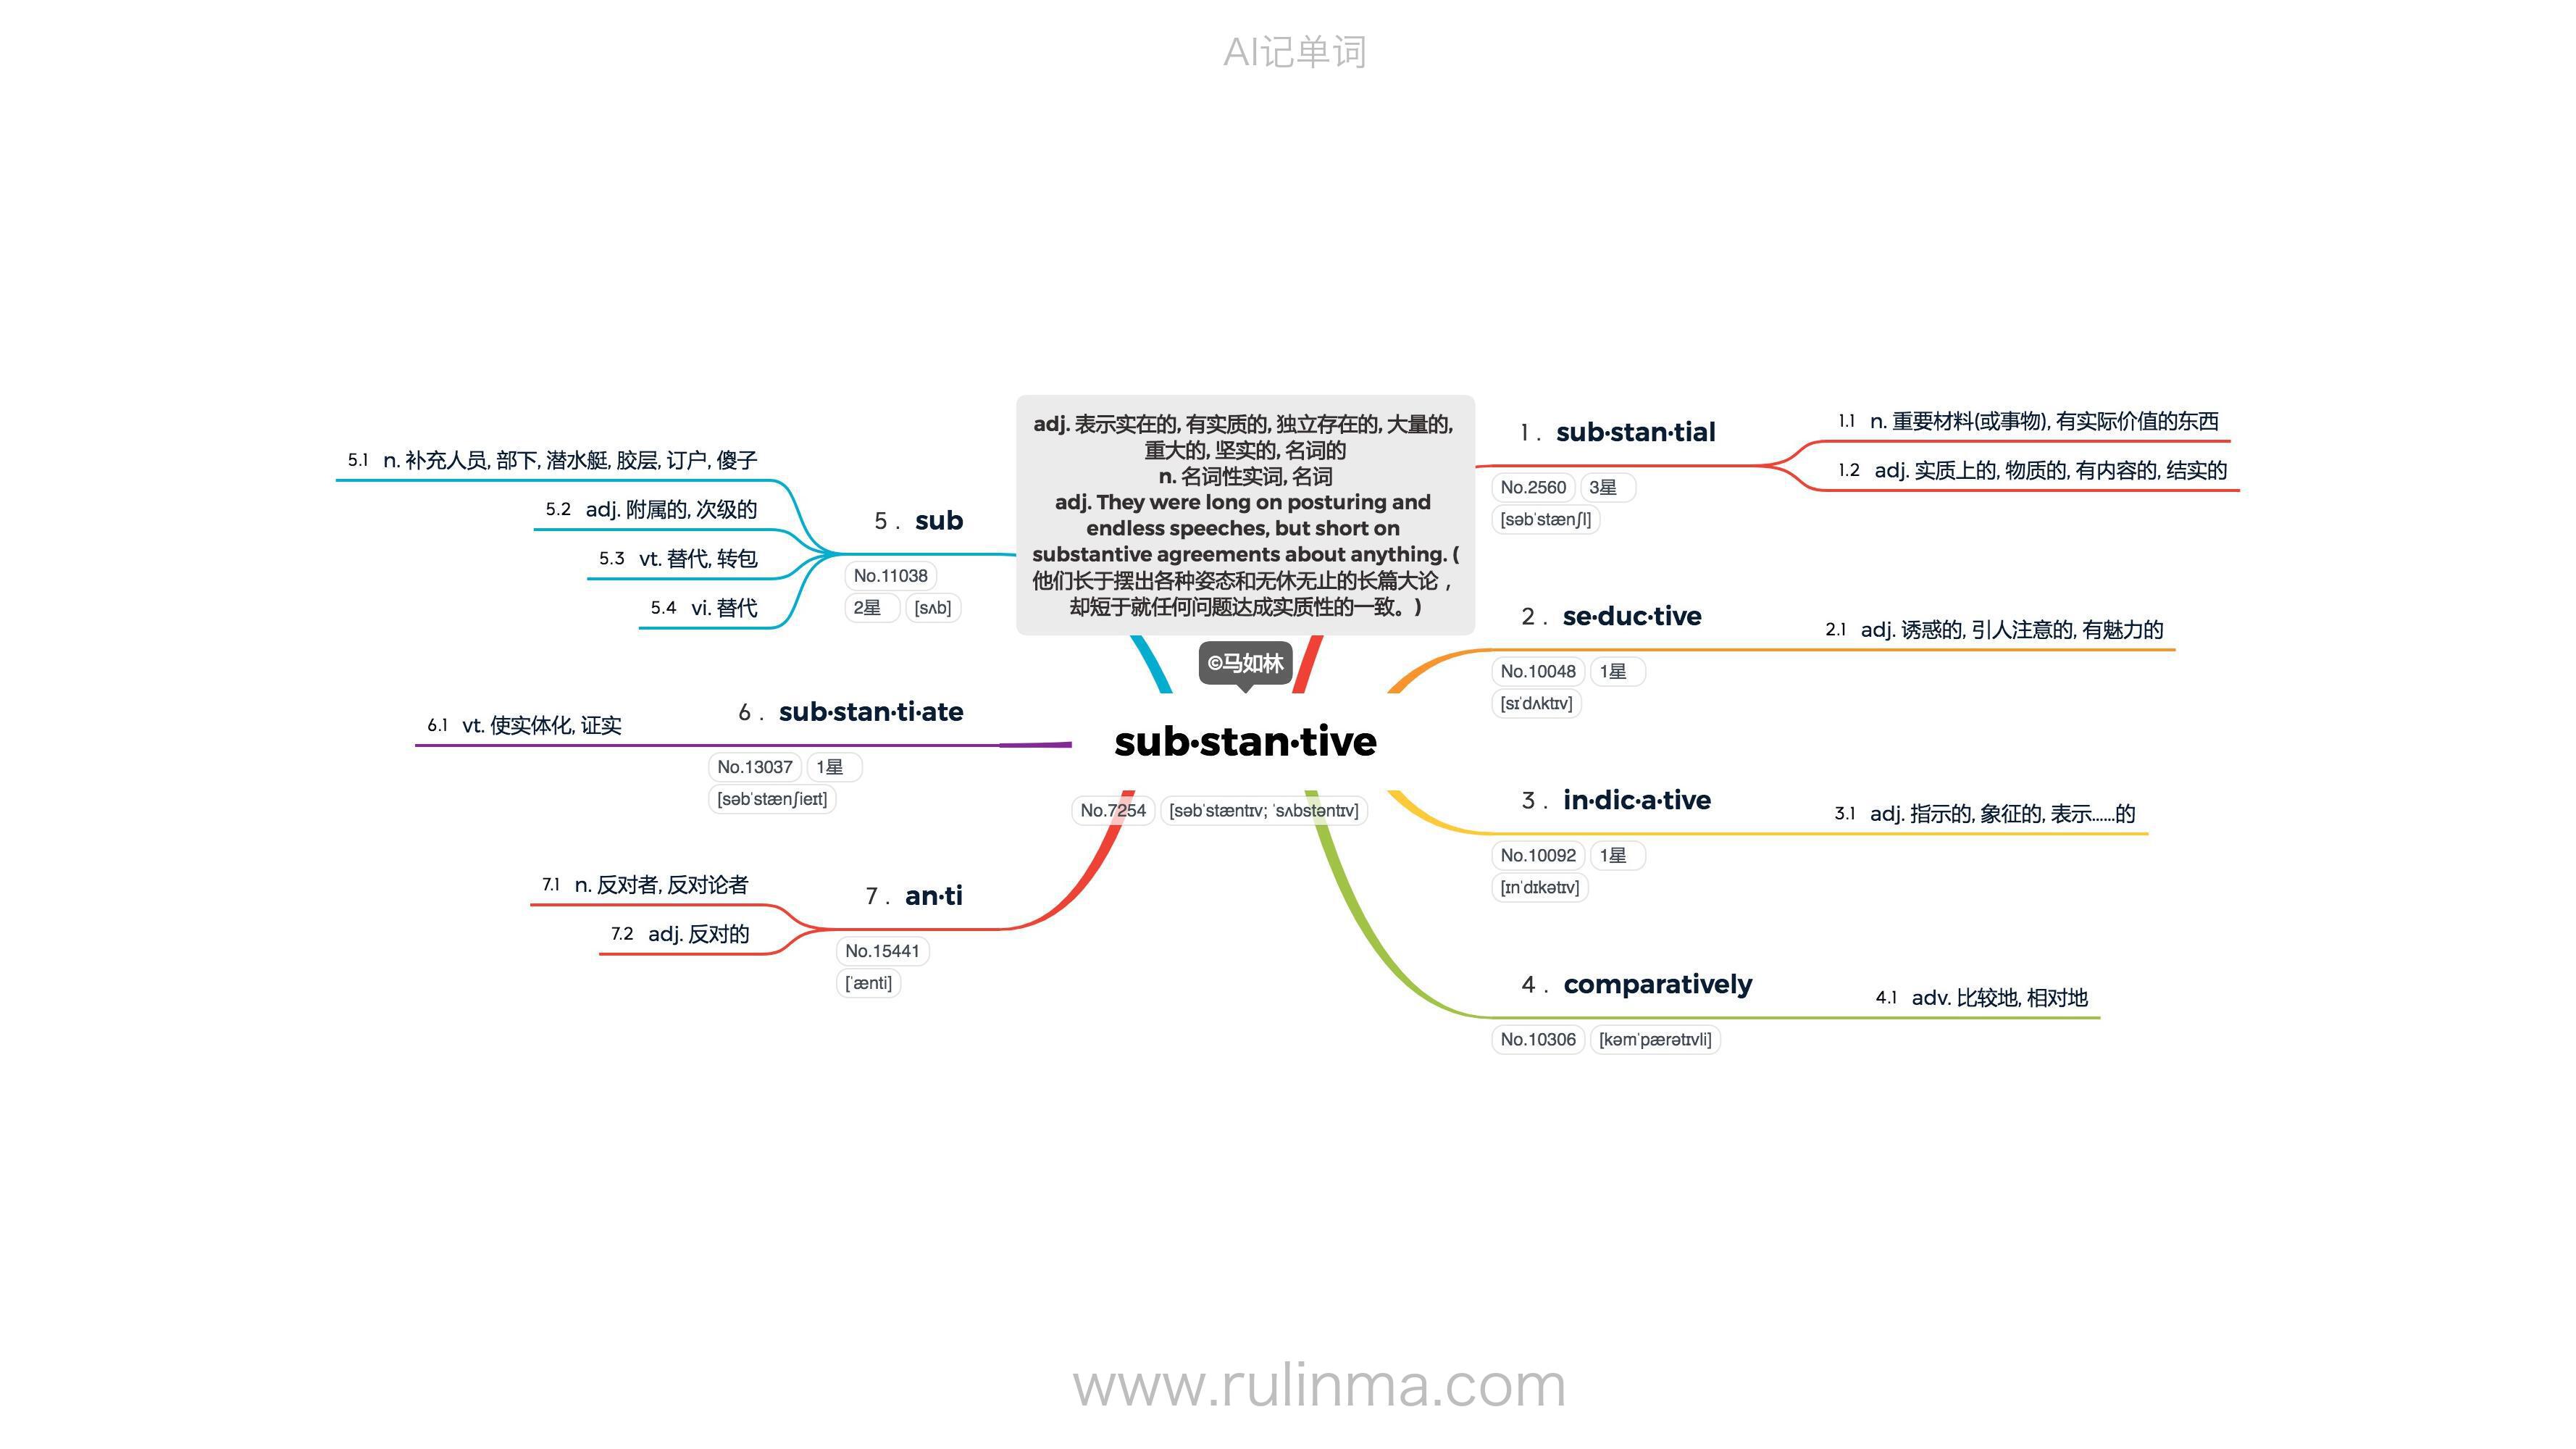 AI记单词
adj. 表示实在的, 有实质的, 独立存在的, 大量的,
重大的, 坚实的, 名词的
n. 名词性实词, 名词
adj. They were long on posturing and
endless speeches, but short on
substantive agreements about anything. (
他们长于摆出各种姿态和无休无止的长篇大论，
却短于就任何问题达成实质性的一致。)
©马如林
sub·stan·tive
No.7254 [səbˈstæntɪv; ˈsʌbstəntɪv]
1. sub·stan·tial
No.2560 3星
[səbˈstænʃl]
1.1 n. 重要材料(或事物), 有实际价值的东西
1.2 adj. 实质上的, 物质的, 有内容的, 结实的
2. se·duc·tive
No.10048 1星
[sɪˈdʌktɪv]
2.1 adj. 诱惑的, 引人注意的, 有魅力的
3. in·dic·a·tive
No.10092 1星
[ɪnˈdɪkətɪv]
3.1 adj. 指示的, 象征的, 表示……的
4. comparatively
No.10306 [kəmˈpærətɪvli]
4.1 adv. 比较地, 相对地
5. sub
No.11038
2星 [sʌb]
5.1 n. 补充人员, 部下, 潜水艇, 胶层, 订户, 傻子
5.2 adj. 附属的, 次级的
5.3 vt. 替代, 转包
5.4 vi. 替代
6. sub·stan·ti·ate
No.13037 1星
[səbˈstænʃieɪt]
6.1 vt. 使实体化, 证实
7. an·ti
No.15441
[ˈænti]
7.1 n. 反对者, 反对论者
7.2 adj. 反对的
www.rulinma.com